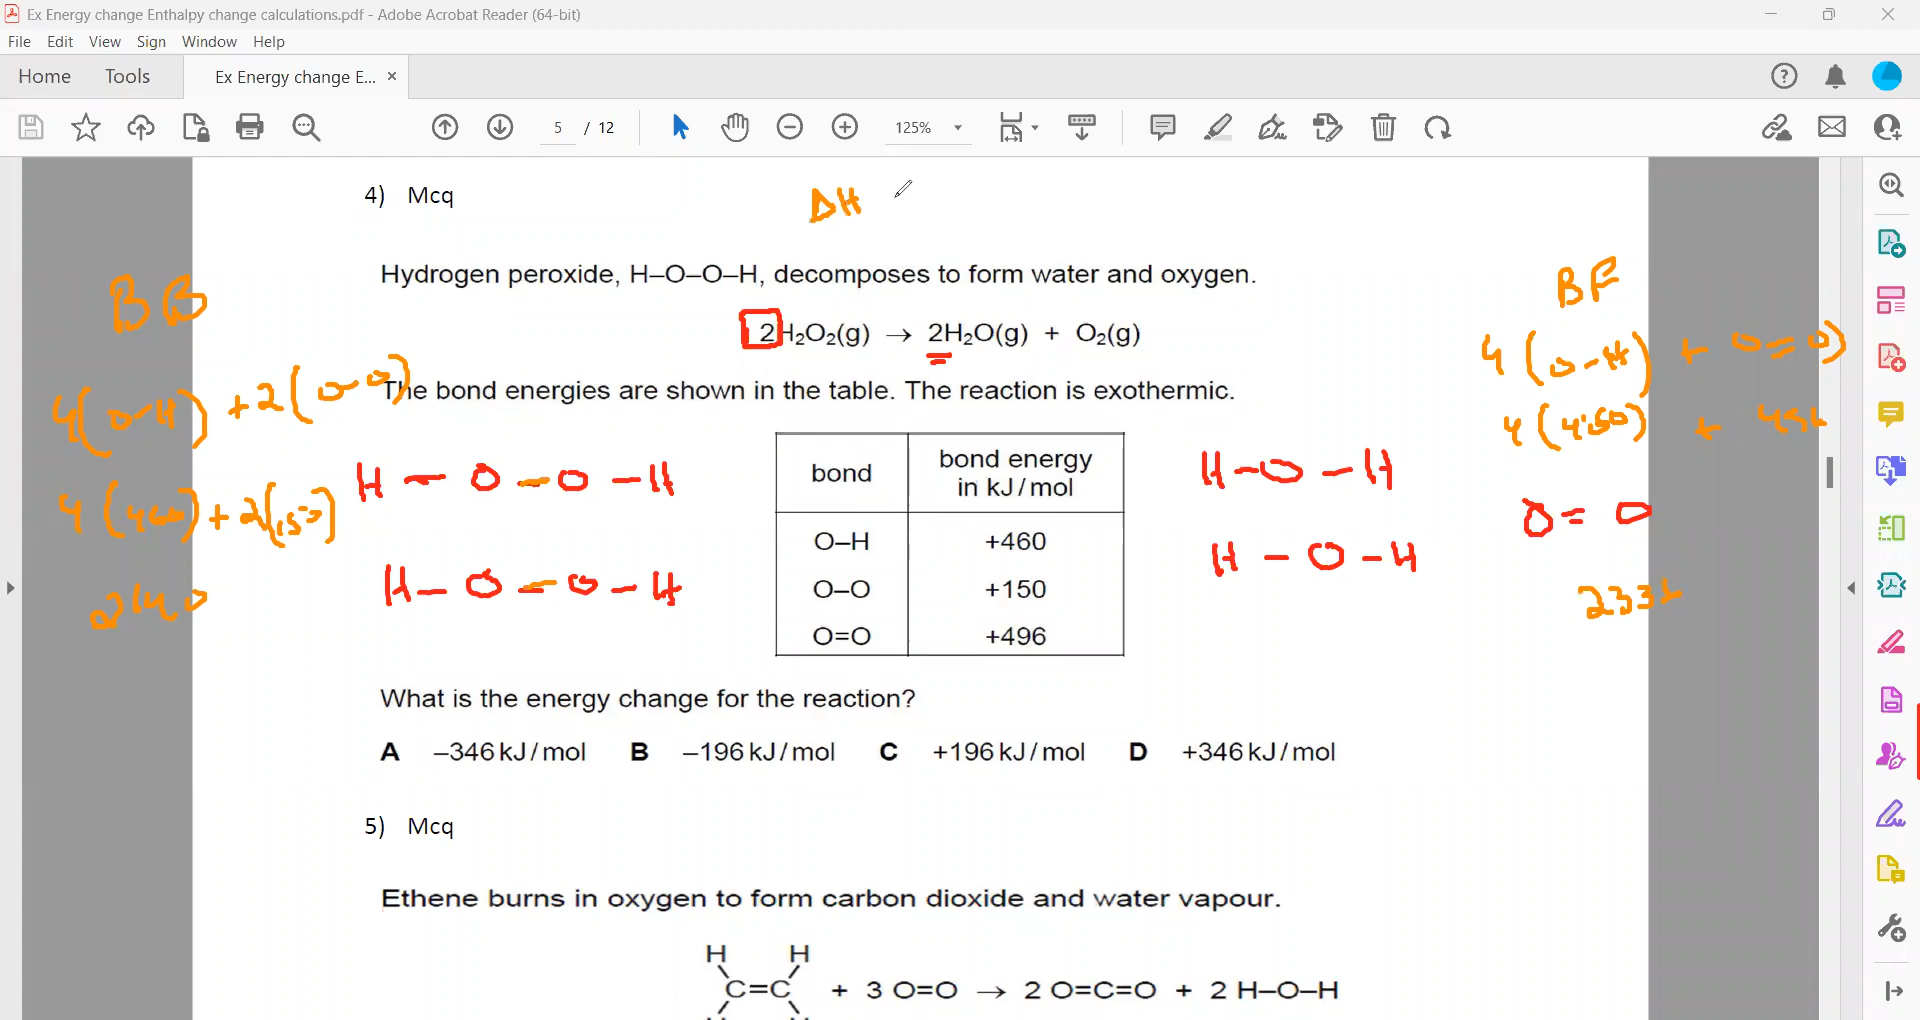 Ex Energy change Enthalpy change calculations.pdf - Adobe Acrobat Reader (64-bit)
File Edit View Sign Window Help
Home Tools Ex Energy change E... ×
5 / 12 125%
4) Mcq
ΔH
Hydrogen peroxide, H–O–O–H, decomposes to form water and oxygen.
BB
BF
2H₂O₂(g) → 2H₂O(g) + O₂(g)
4(O-H) + O=O)
The bond energies are shown in the table. The reaction is exothermic.
4(O-H) +2(O-O)
4(460) + 496
bond bond energy in kJ / mol
O–H +460
O–O +150
O=O +496
H-O-O-H
H-O-O-H
H-O-H
H-O-H
O=O
4(460)+2(150)
2140
What is the energy change for the reaction?
A –346 kJ / mol B –196 kJ / mol C +196 kJ / mol D +346 kJ / mol
5) Mcq
Ethene burns in oxygen to form carbon dioxide and water vapour.
H H
C=C + 3 O=O → 2 O=C=O + 2 H–O–H